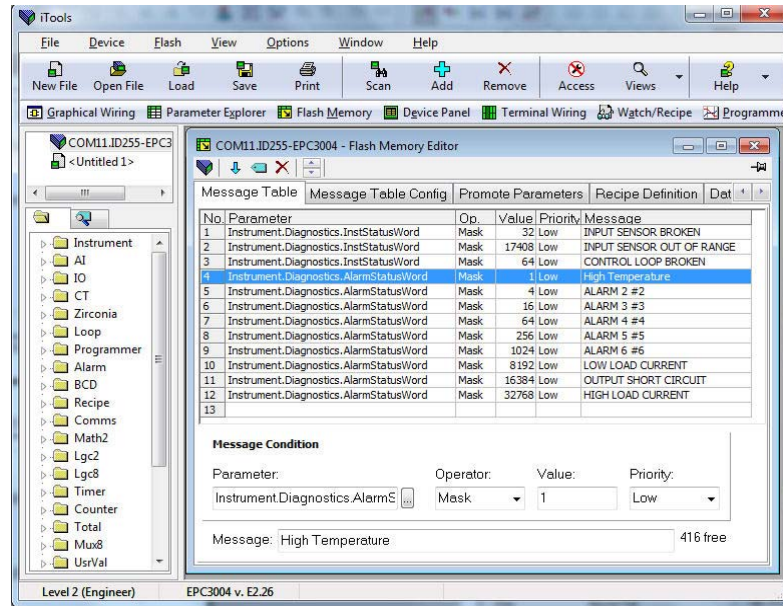 iTools
File Device Flash View Options Window Help
New File Open File Load Save Print Scan Add Remove Access Views Help
Graphical Wiring Parameter Explorer Flash Memory Device Panel Terminal Wiring Watch/Recipe Programme
COM11.ID255-EPC3
<Untitled 1>
Instrument
AI
IO
CT
Zirconia
Loop
Programmer
Alarm
BCD
Recipe
Comms
Math2
Lgc2
Lgc8
Timer
Counter
Total
Mux8
UsrVal
COM11.ID255-EPC3004 - Flash Memory Editor
Message Table Message Table Config Promote Parameters Recipe Definition Dat
No. Parameter Op. Value Priority Message
1 Instrument.Diagnostics.InstStatusWord Mask 32 Low INPUT SENSOR BROKEN
2 Instrument.Diagnostics.InstStatusWord Mask 17408 Low INPUT SENSOR OUT OF RANGE
3 Instrument.Diagnostics.InstStatusWord Mask 64 Low CONTROL LOOP BROKEN
4 Instrument.Diagnostics.AlarmStatusWord Mask 1 Low High Temperature
5 Instrument.Diagnostics.AlarmStatusWord Mask 4 Low ALARM 2 #2
6 Instrument.Diagnostics.AlarmStatusWord Mask 16 Low ALARM 3 #3
7 Instrument.Diagnostics.AlarmStatusWord Mask 64 Low ALARM 4 #4
8 Instrument.Diagnostics.AlarmStatusWord Mask 256 Low ALARM 5 #5
9 Instrument.Diagnostics.AlarmStatusWord Mask 1024 Low ALARM 6 #6
10 Instrument.Diagnostics.AlarmStatusWord Mask 8192 Low LOW LOAD CURRENT
11 Instrument.Diagnostics.AlarmStatusWord Mask 16384 Low OUTPUT SHORT CIRCUIT
12 Instrument.Diagnostics.AlarmStatusWord Mask 32768 Low HIGH LOAD CURRENT
13
Message Condition
Parameter: Operator: Value: Priority:
Instrument.Diagnostics.AlarmS ... Mask 1 Low
Message: High Temperature 416 free
Level 2 (Engineer) EPC3004 v. E2.26